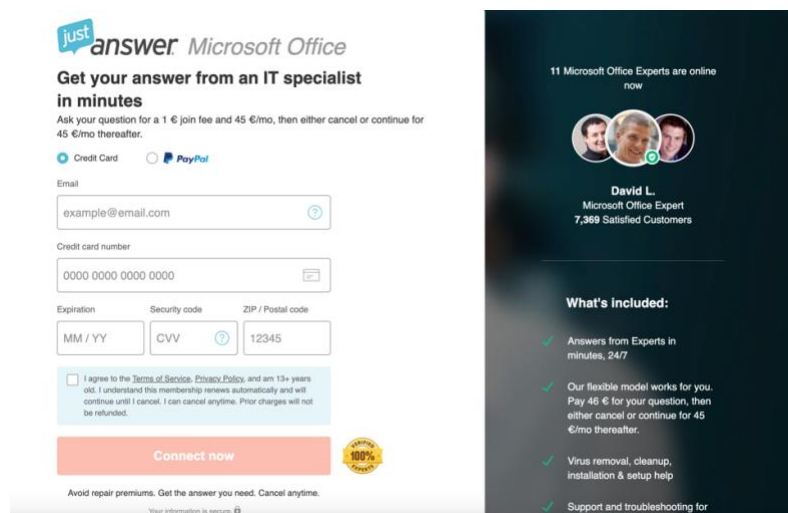 just answer Microsoft Office
Get your answer from an IT specialist
in minutes
Ask your question for a 1 € join fee and 45 €/mo, then either cancel or continue for
45 €/mo thereafter.
Credit Card
PayPal
Email
example@email.com
?
Credit card number
0000 0000 0000 0000
Expiration
Security code
ZIP / Postal code
MM / YY
CVV
?
12345
I agree to the Terms of Service, Privacy Policy, and am 13+ years
old. I understand this membership renews automatically and will
continue until I cancel. I can cancel anytime. Prior charges will not
be refunded.
Connect now
VERIFIED
100%
EXPERTS
Avoid repair premiums. Get the answer you need. Cancel anytime.
Your information is secure
11 Microsoft Office Experts are online
now
David L.
Microsoft Office Expert
7,369 Satisfied Customers
What's included:
Answers from Experts in
minutes, 24/7
Our flexible model works for you.
Pay 46 € for your question, then
either cancel or continue for 45
€/mo thereafter.
Virus removal, cleanup,
installation & setup help
Support and troubleshooting for